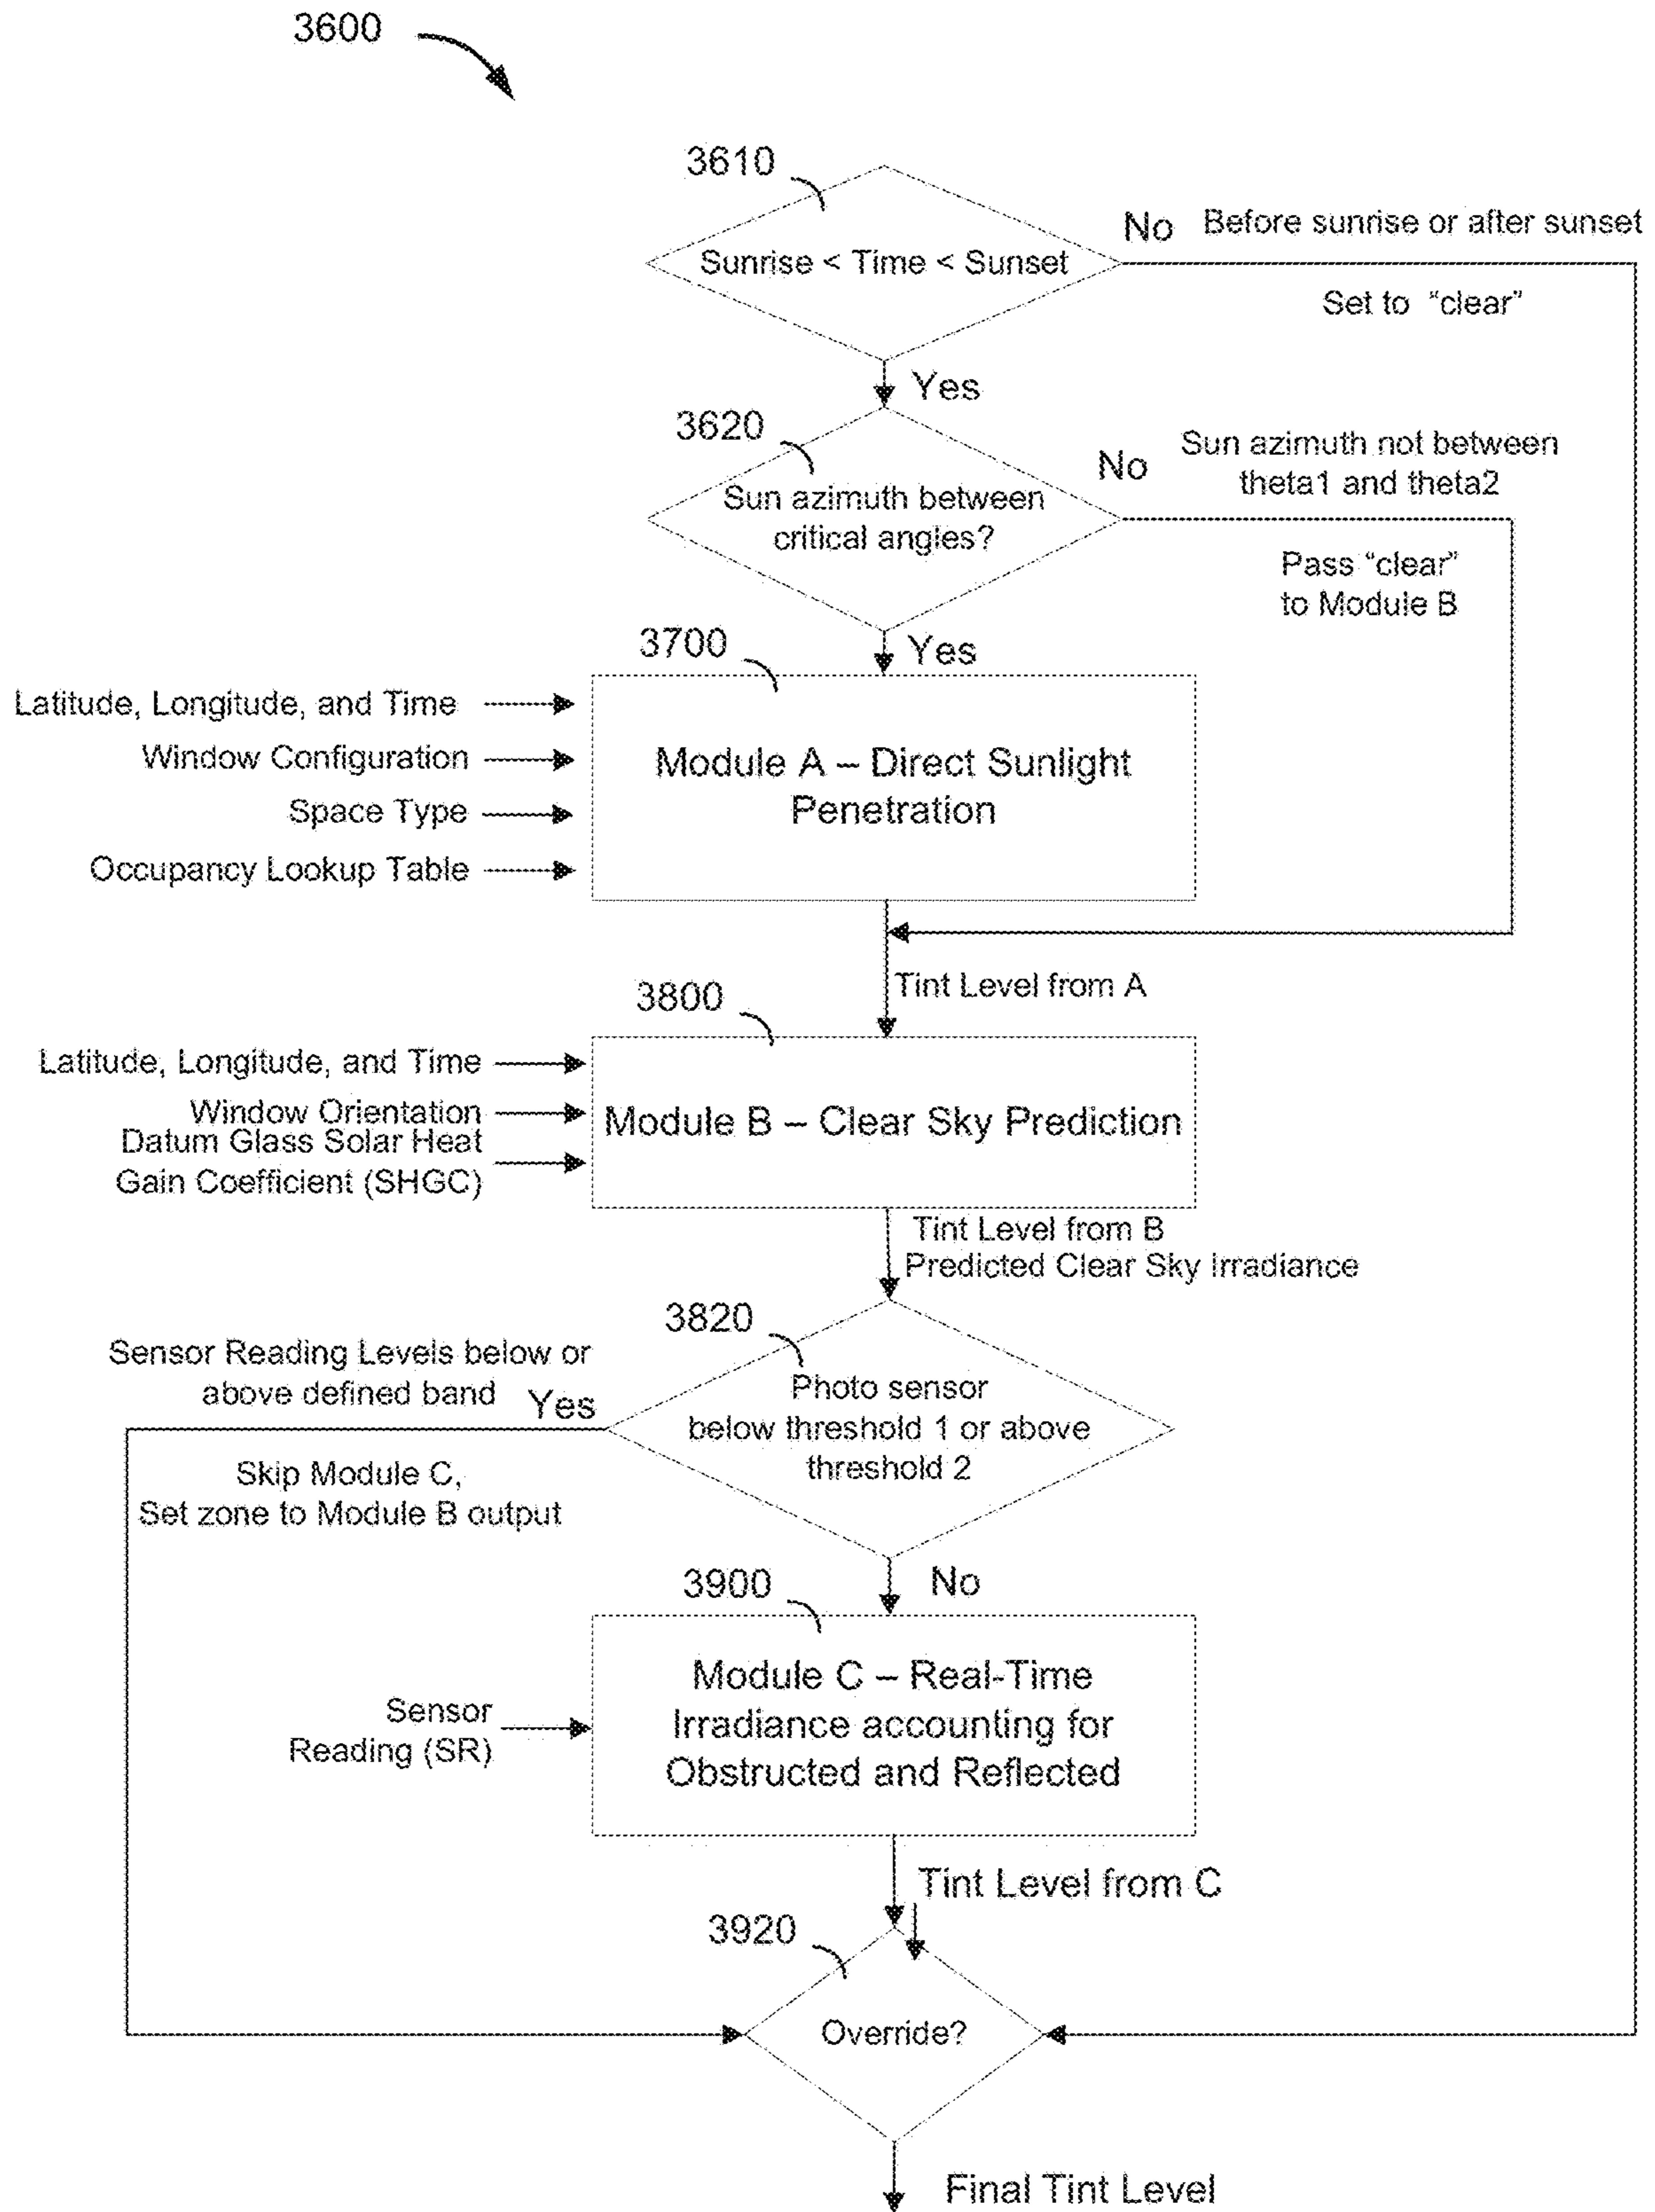 3600
3610
No
Before sunrise or after sunset
Sunrise < Time < Sunset
Set to "clear"
Yes
3620
No
Sun azimuth not between
theta1 and theta2
Sun azimuth between
critical angles?
Pass "clear"
to Module B
Yes
3700
Latitude, Longitude, and Time
Window Configuration
Space Type
Occupancy Lookup Table
Module A – Direct Sunlight
Penetration
Tint Level from A
3800
Latitude, Longitude, and Time
Window Orientation
Datum Glass Solar Heat
Gain Coefficient (SHGC)
Module B – Clear Sky Prediction
Tint Level from B
Predicted Clear Sky Irradiance
3820
Sensor Reading Levels below or
above defined band
Yes
Photo sensor
below threshold 1 or above
threshold 2
Skip Module C,
Set zone to Module B output
No
3900
Sensor
Reading (SR)
Module C – Real-Time
Irradiance accounting for
Obstructed and Reflected
Tint Level from C
3920
Override?
Final Tint Level